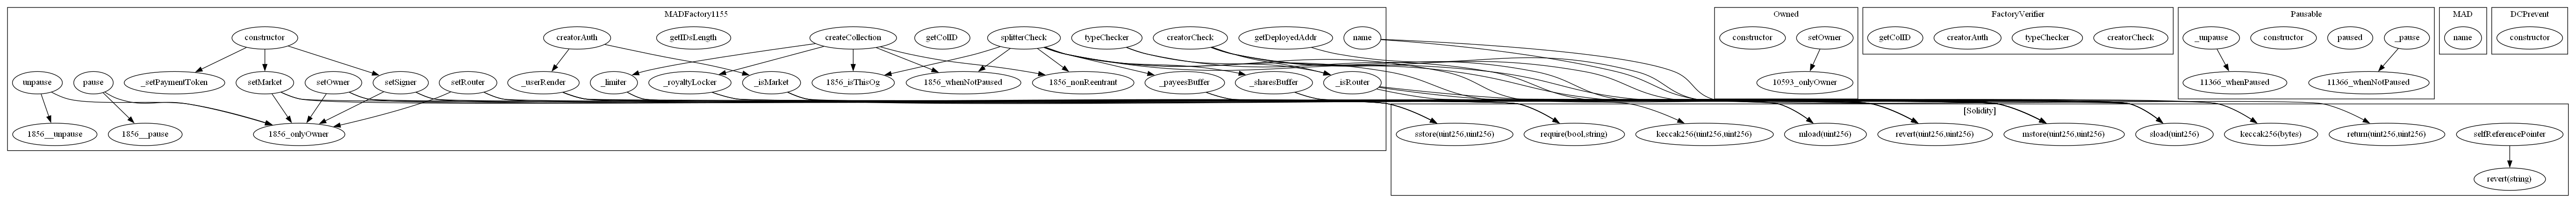 MADFactory1155
Owned
FactoryVerifier
Pausable
MAD
DCPrevent
constructor
creatorAuth
getIDsLength
createCollection
getColID
splitterCheck
typeChecker
creatorCheck
getDeployedAddr
name
constructor
setOwner
getColID
creatorAuth
typeChecker
creatorCheck
_unpause
constructor
paused
_pause
name
constructor
unpause
pause
_setPaymentToken
setMarket
setOwner
setSigner
setRouter
_userRender
_limiter
_royaltyLocker
_isMarket
1856_isThisOg
1856_whenNotPaused
1856_nonReentrant
_payeesBuffer
_sharesBuffer
_isRouter
10593_onlyOwner
11366_whenPaused
11366_whenNotPaused
[Solidity]
1856__unpause
1856__pause
1856_onlyOwner
sstore(uint256,uint256)
require(bool,string)
keccak256(uint256,uint256)
mload(uint256)
revert(uint256,uint256)
mstore(uint256,uint256)
sload(uint256)
keccak256(bytes)
return(uint256,uint256)
selfReferencePointer
revert(string)